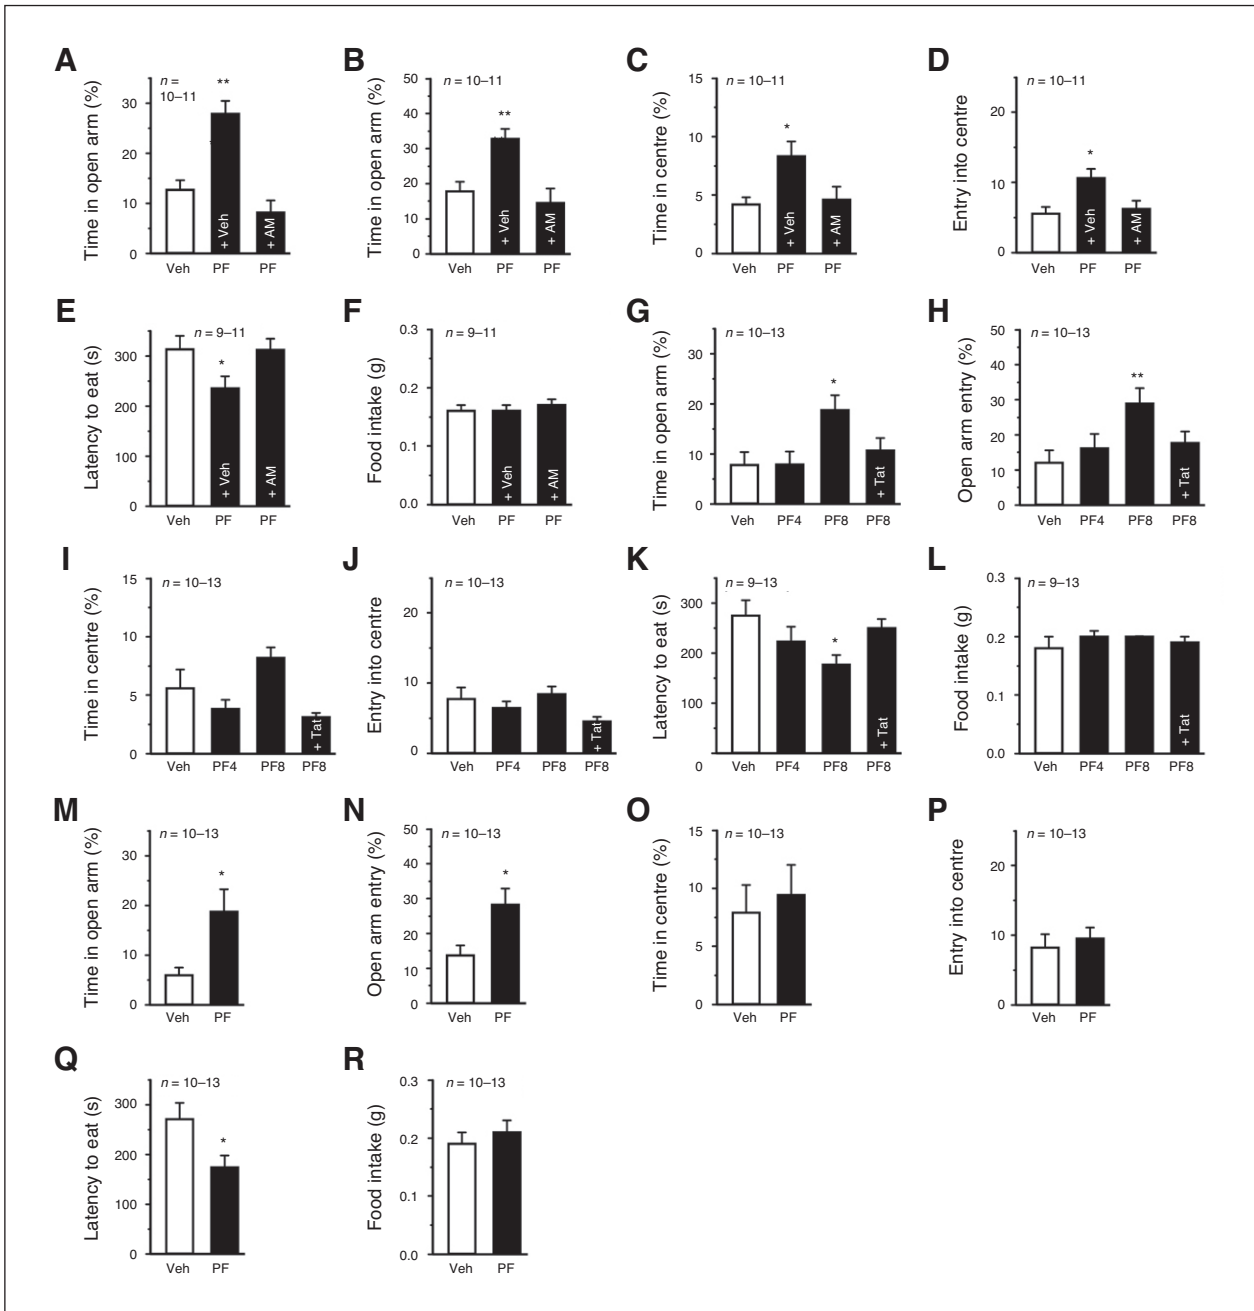 A
Time in open arm (%)
n =
10–11
**
30
20
10
0
+ Veh
+ AM
Veh PF PF
B
Time in open arm (%)
n = 10–11
**
50
40
30
20
10
0
+ Veh
+ AM
Veh PF PF
C
Time in centre (%)
n = 10–11
*
15
10
5
0
+ Veh
+ AM
Veh PF PF
D
Entry into centre
n = 10–11
*
20
10
0
+ Veh
+ AM
Veh PF PF
E
Latency to eat (s)
n = 9–11
*
300
200
100
0
+ Veh
+ AM
Veh PF PF
F
Food intake (g)
n = 9–11
0.3
0.2
0.1
0.0
+ Veh
+ AM
Veh PF PF
G
Time in open arm (%)
n = 10–13
*
30
20
10
0
+ Tat
Veh PF4 PF8 PF8
H
Open arm entry (%)
n = 10–13
**
50
40
30
20
10
0
+ Tat
Veh PF4 PF8 PF8
I
Time in centre (%)
n = 10–13
15
10
5
0
+ Tat
Veh PF4 PF8 PF8
J
Entry into centre
n = 10–13
20
10
0
+ Tat
Veh PF4 PF8 PF8
K
Latency to eat (s)
n = 9–13
*
300
200
100
0
+ Tat
Veh PF4 PF8 PF8
L
Food intake (g)
n = 9–13
0.3
0.2
0.1
0.0
+ Tat
Veh PF4 PF8 PF8
M
Time in open arm (%)
n = 10–13
*
30
20
10
0
Veh PF
N
Open arm entry (%)
n = 10–13
*
50
40
30
20
10
0
Veh PF
O
Time in centre (%)
n = 10–13
15
10
5
0
Veh PF
P
Entry into centre
n = 10–13
20
10
0
Veh PF
Q
Latency to eat (s)
n = 10–13
*
300
200
100
0
Veh PF
R
Food intake (g)
n = 10–13
0.3
0.2
0.1
0.0
Veh PF